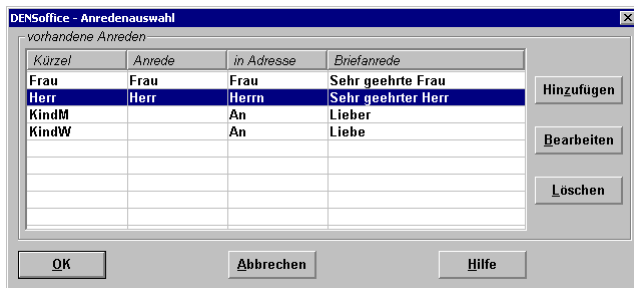 DENSoffice - Anredenauswahl
vorhandene Anreden
Kürzel Anrede in Adresse Briefanrede
Frau Frau Frau Sehr geehrte Frau
Herr Herr Herrn Sehr geehrter Herr
KindM An Lieber
KindW An Liebe
Hinzufügen
Bearbeiten
Löschen
OK Abbrechen Hilfe